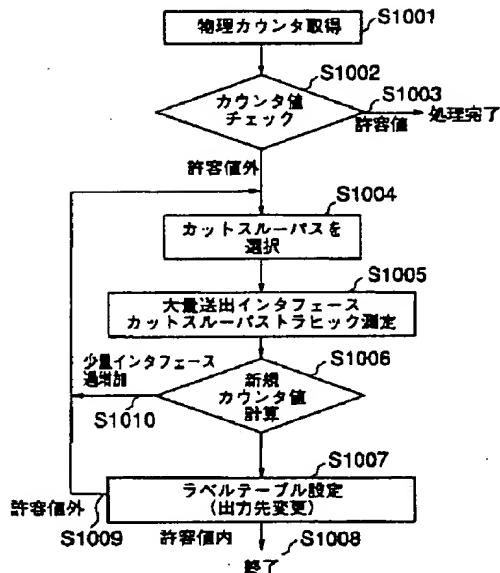 物理カウンタ取得
S1001
S1002
カウンタ値
チェック
S1003
許容値
処理完了
許容値外
S1004
カットスルーパスを
選択
S1005
大量送出インタフェース
カットスルーパストラヒック測定
少量インタフェース
過増加
S1006
新規
カウンタ値
計算
S1010
S1007
ラベルテーブル設定
(出力先変更)
許容値外
S1009
許容値内
S1008
終了